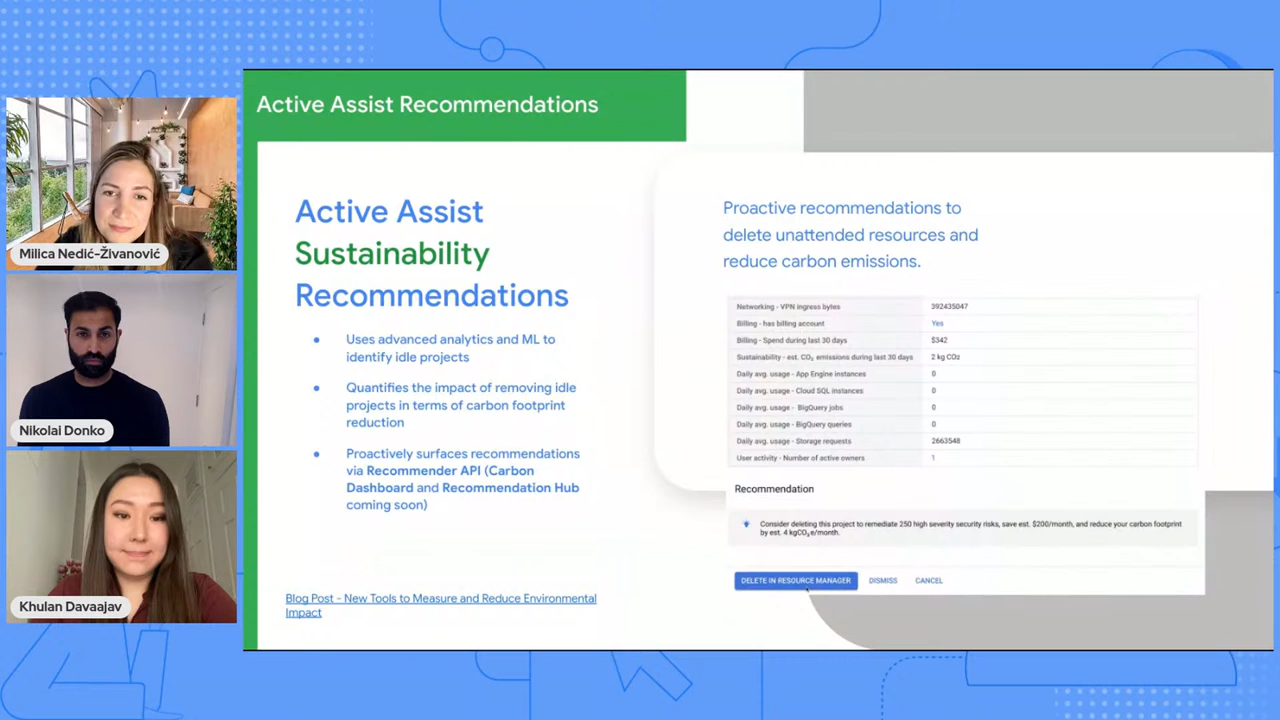 Active Assist Recommendations
Milica Nedić-Živanović
Nikolai Donko
Khulan Davaajav
Active Assist
Sustainability
Recommendations
• Uses advanced analytics and ML to
identify idle projects
• Quantifies the impact of removing idle
projects in terms of carbon footprint
reduction
• Proactively surfaces recommendations
via Recommender API (Carbon
Dashboard and Recommendation Hub
coming soon)
Blog Post - New Tools to Measure and Reduce Environmental
Impact
Proactive recommendations to
delete unattended resources and
reduce carbon emissions.
Networking - VPN ingress bytes 392435047
Billing - has billing account Yes
Billing - Spend during last 30 days $342
Sustainability - est. CO₂ emissions during last 30 days 2 kg CO₂
Daily avg. usage - App Engine instances 0
Daily avg. usage - Cloud SQL instances 0
Daily avg. usage - BigQuery jobs 0
Daily avg. usage - BigQuery queries 0
Daily avg. usage - Storage requests 2663548
User activity - Number of active owners 1
Recommendation
Consider deleting this project to remediate 250 high severity security risks, save est. $200/month, and reduce your carbon footprint
by est. 4 kgCO₂e/month.
DELETE IN RESOURCE MANAGER DISMISS CANCEL